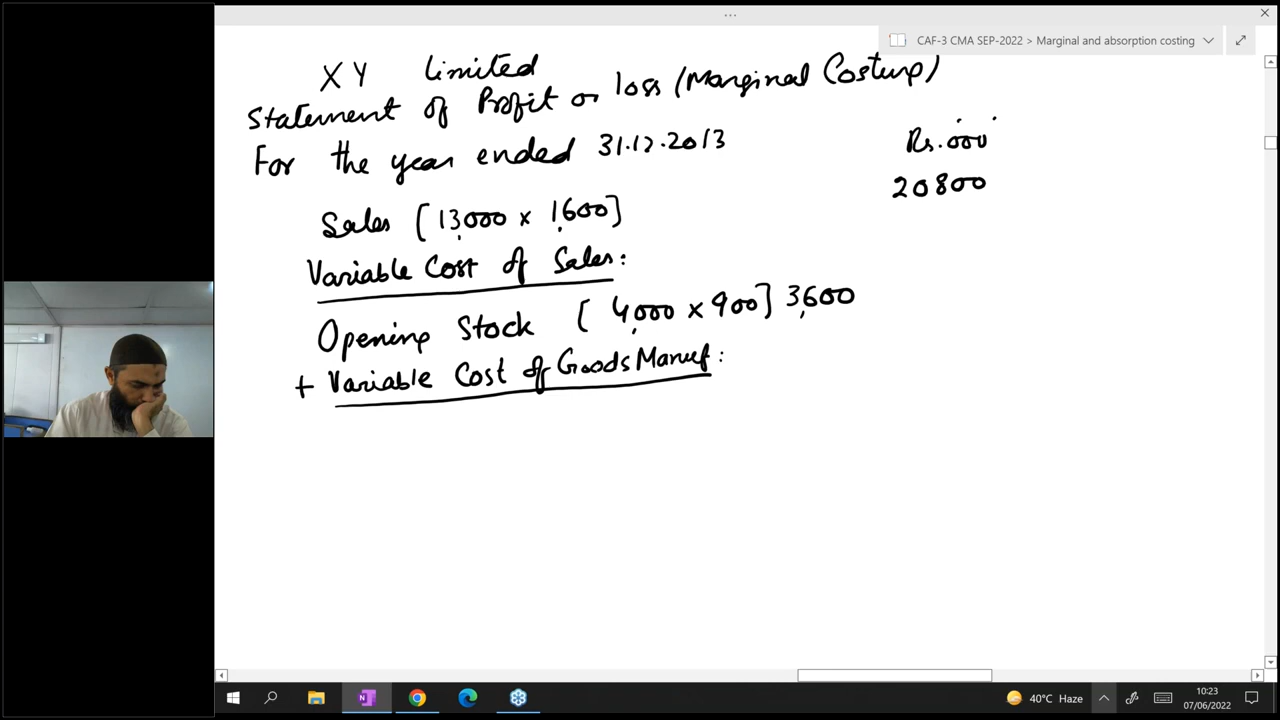 CAF-3 CMA SEP-2022 > Marginal and absorption costing
XY Limited
Statement of Profit or loss (Marginal Costing)
For the year ended 31.12.2013
Rs.'000'
Sales [13,000 × 1,600] 20800
Variable Cost of Sales:
Opening Stock [4,000 × 900] 3,600
+ Variable Cost of Goods Manuf:
40°C Haze
10:23
07/06/2022